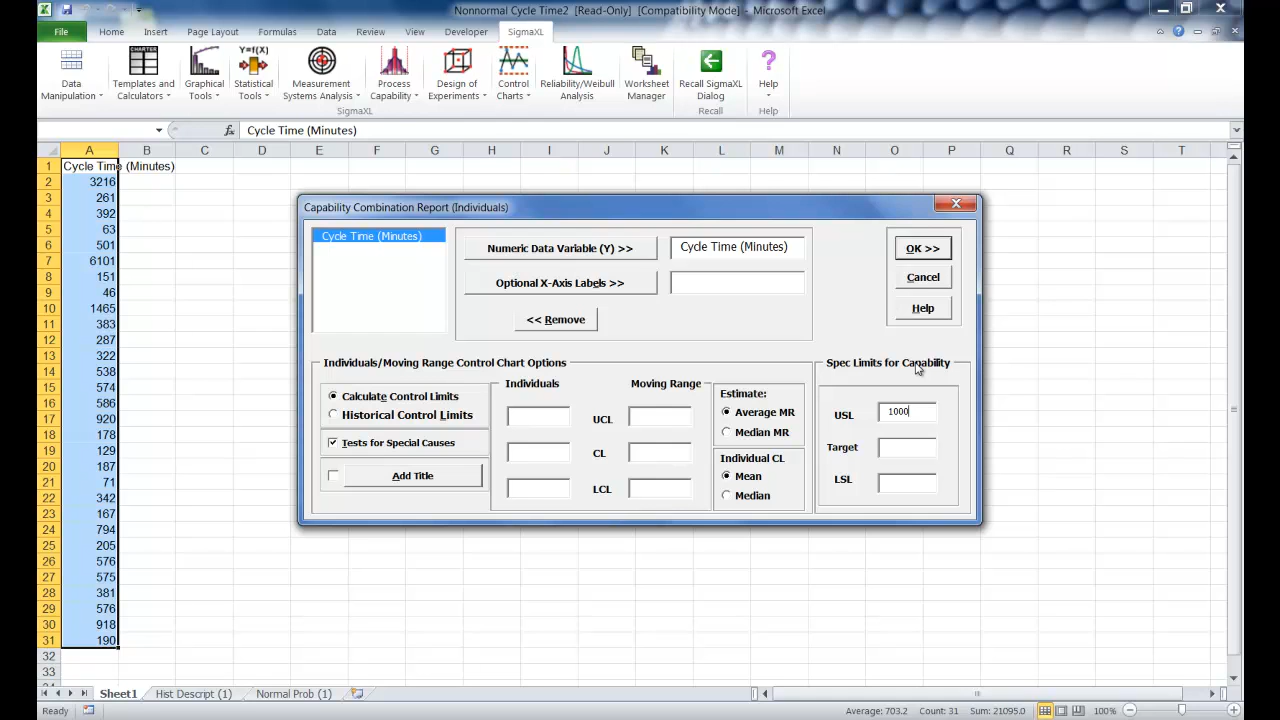 Nonnormal Cycle Time2 [Read-Only] [Compatibility Mode] - Microsoft Excel
File Home Insert Page Layout Formulas Data Review View Developer SigmaXL
Data Manipulation
Templates and Calculators
CHARTER
Graphical Tools
Y=f(X)
Statistical Tools
Measurement Systems Analysis
Process Capability
Design of Experiments
Control Charts
Reliability/Weibull Analysis
Worksheet Manager
Recall SigmaXL Dialog
Help
SigmaXL Recall Help
fx Cycle Time (Minutes)
A B C D E F G H I J K L M N O P Q R S T
1 Cycle Time (Minutes)
2 3216
3 261
4 392
5 63
6 501
7 6101
8 151
9 46
10 1465
11 383
12 287
13 322
14 538
15 574
16 586
17 920
18 178
19 129
20 187
21 71
22 342
23 167
24 794
25 205
26 576
27 575
28 381
29 576
30 918
31 190
32
33
Capability Combination Report (Individuals)
Cycle Time (Minutes)
Numeric Data Variable (Y) >> Cycle Time (Minutes)
Optional X-Axis Labels >>
<< Remove
OK >>
Cancel
Help
Individuals/Moving Range Control Chart Options
Calculate Control Limits
Historical Control Limits
Tests for Special Causes
Add Title
Individuals Moving Range
UCL
CL
LCL
Estimate:
Average MR
Median MR
Individual CL
Mean
Median
Spec Limits for Capability
USL 1000
Target
LSL
Sheet1 Hist Descript (1) Normal Prob (1)
Ready Average: 703.2 Count: 31 Sum: 21095.0 100%